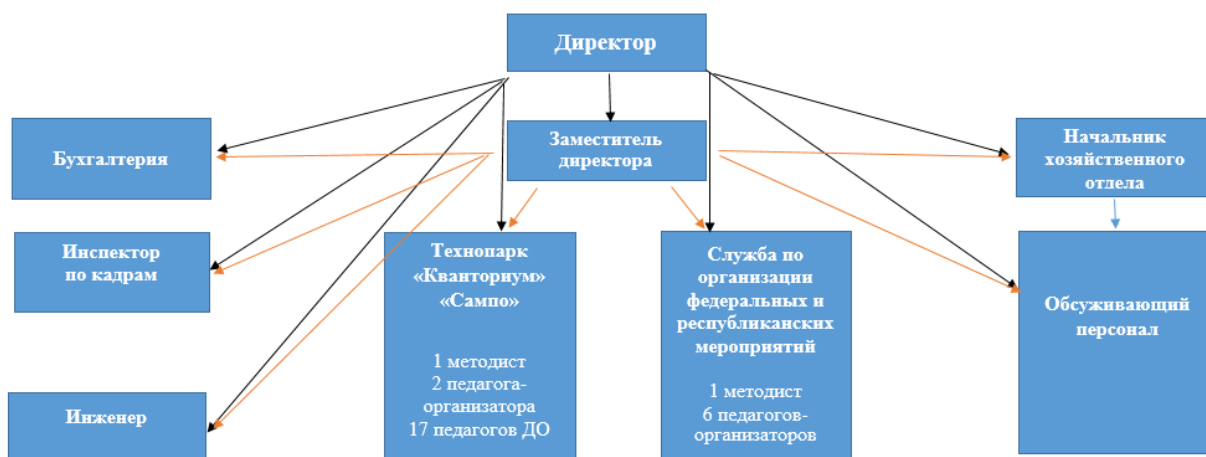 Директор
Бухгалтерия
Заместитель
директора
Начальник
хозяйственного
отдела
Инспектор
по кадрам
Технопарк
«Кванториум»
«Сампо»
1 методист
2 педагога-
организатора
17 педагогов ДО
Служба по
организации
федеральных и
республиканских
мероприятий
1 методист
6 педагогов-
организаторов
Обсуживающий
персонал
Инженер